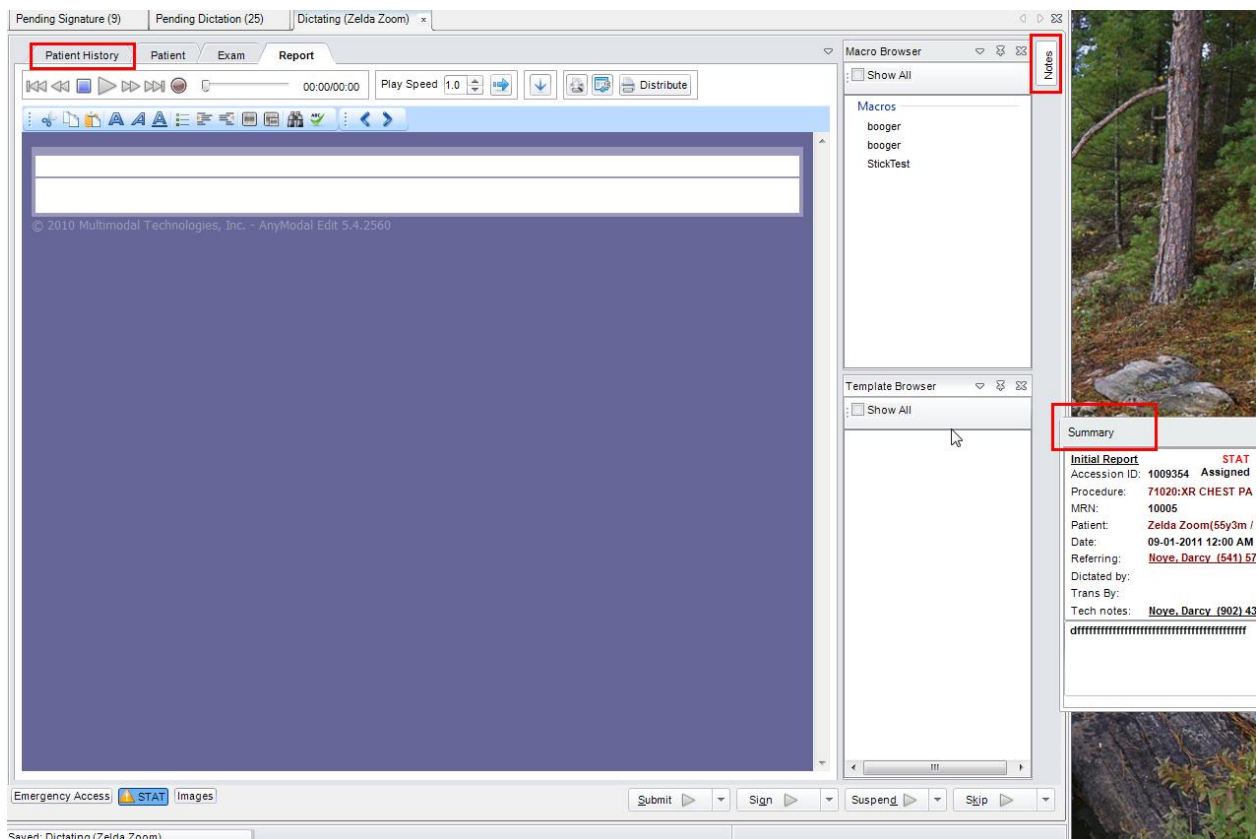 Pending Signature (9) Pending Dictation (25) Dictating (Zelda Zoom) x
Patient History Patient Exam Report
00:00/00:00 Play Speed 1.0 Distribute
ABC
© 2010 Multimodal Technologies, Inc. - AnyModal Edit 5.4.2560
Macro Browser
Show All
Macros
booger
booger
StickTest
Template Browser
Show All
Notes
Summary
Initial Report STAT
Accession ID: 1009354 Assigned
Procedure: 71020:XR CHEST PA
MRN: 10005
Patient: Zelda Zoom(55y3m /
Date: 09-01-2011 12:00 AM
Referring: Noye, Darcy (541) 57
Dictated by:
Trans By:
Tech notes: Noye, Darcy (902) 43
Emergency Access STAT Images
Submit Sign Suspend Skip
Saved: Dictating (Zelda Zoom)